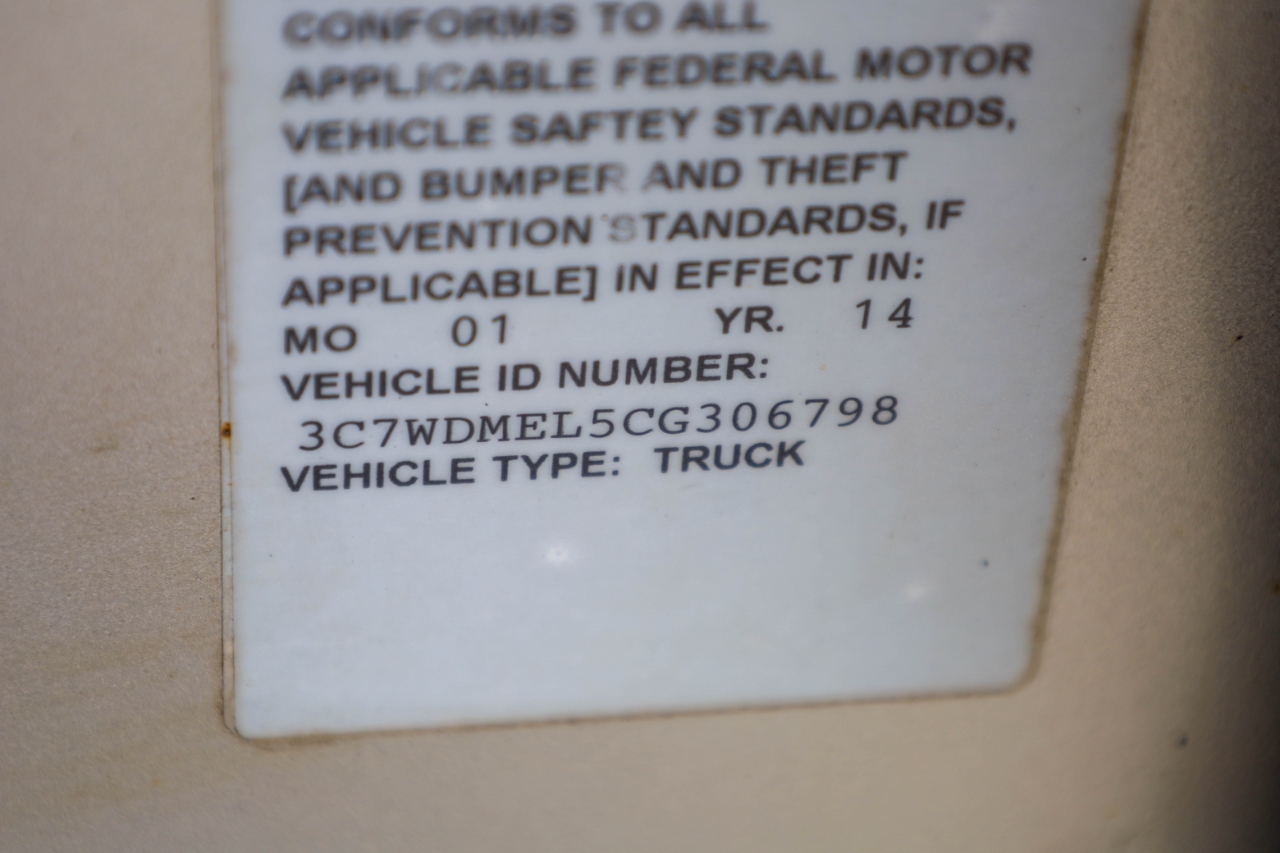 CONFORMS TO ALL
APPLICABLE FEDERAL MOTOR
VEHICLE SAFTEY STANDARDS,
[AND BUMPER AND THEFT
PREVENTION STANDARDS, IF
APPLICABLE] IN EFFECT IN:
MO 01 YR. 14
VEHICLE ID NUMBER:
3C7WDMEL5CG306798
VEHICLE TYPE: TRUCK